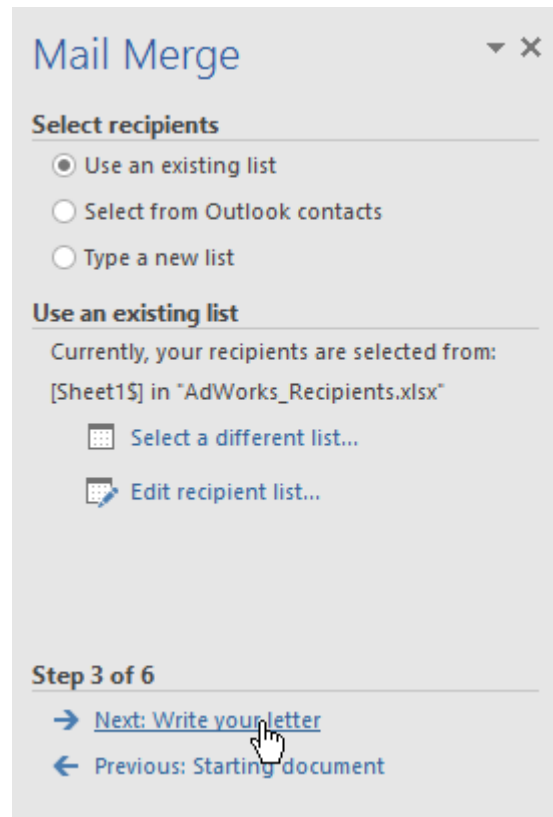 Mail Merge
Select recipients
Use an existing list
Select from Outlook contacts
Type a new list
Use an existing list
Currently, your recipients are selected from:
[Sheet1$] in "AdWorks_Recipients.xlsx"
Select a different list...
Edit recipient list...
Step 3 of 6
Next: Write your letter
Previous: Starting document